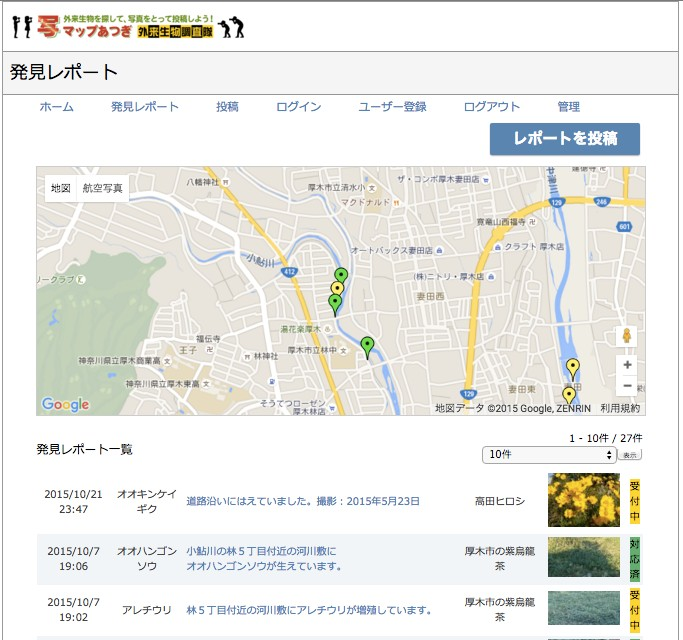 外来生物を探して、写真をとって投稿しよう！
写マップあつぎ 外来生物調査隊
発見レポート
ホーム 発見レポート 投稿 ログイン ユーザー登録 ログアウト 管理
レポートを投稿
地図 航空写真
八幡神社
厚木市立清水小
マクドナルド
ザ・コンボ厚木妻田店
中津川
129
246
601
寛竜山西福寺
クラフト 厚木店
オートバックス妻田店
小鮎川
412
(株)ニトリ・厚木店
妻田西
リークラブ
湯花楽厚木
福伝寺
王子
林神社
厚木市立林中
神奈川県立厚木商業高
神奈川県立厚木東高
そうてつローゼン
厚木林店
129
妻田東
Google
地図データ ©2015 Google, ZENRIN 利用規約
1 - 10件 / 27件
発見レポート一覧
10件 表示
2015/10/21
23:47
オオキンケイ
ギク
道路沿いにはえていました。撮影：2015年5月23日
高田ヒロシ
受付中
2015/10/7
19:06
オオハンゴン
ソウ
小鮎川の林５丁目付近の河川敷に
オオハンゴンソウが生えています。
厚木市の紫烏龍
茶
対応済
2015/10/7
19:02
アレチウリ
林５丁目付近の河川敷にアレチウリが増殖しています。
厚木市の紫烏龍
茶
受付中